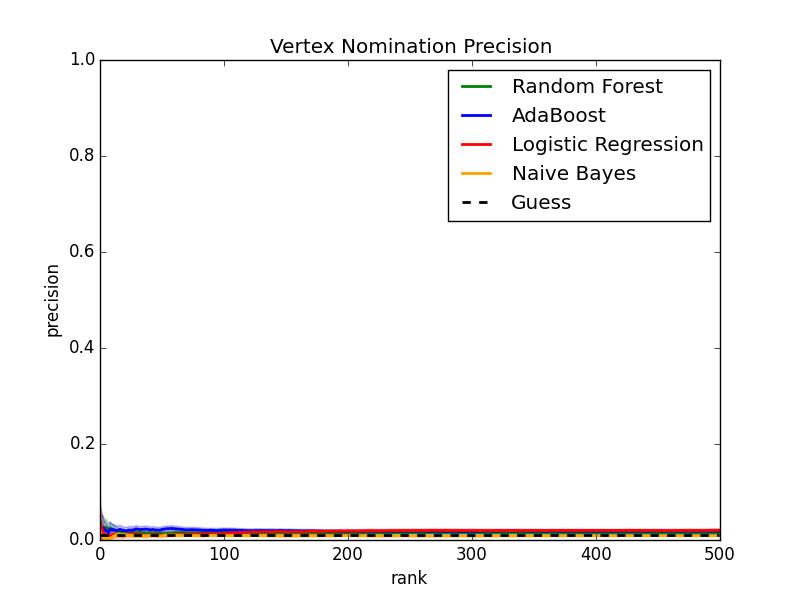 Vertex Nomination Precision
1.0
0.8
0.6
0.4
0.2
0.0
precision
Random Forest
AdaBoost
Logistic Regression
Naive Bayes
Guess
0 100 200 300 400 500
rank